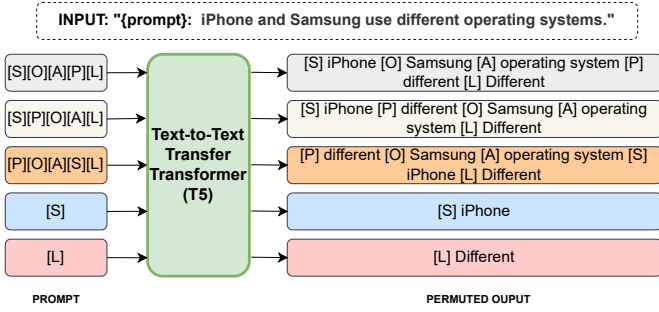 INPUT: "{prompt}: iPhone and Samsung use different operating systems."
[S][O][A][P][L]
[S] iPhone [O] Samsung [A] operating system [P]
different [L] Different
[S][P][O][A][L]
[S] iPhone [P] different [O] Samsung [A] operating
system [L] Different
Text-to-Text
Transfer
Transformer
(T5)
[P][O][A][S][L]
[P] different [O] Samsung [A] operating system [S]
iPhone [L] Different
[S]
[S] iPhone
[L]
[L] Different
PROMPT
PERMUTED OUPUT